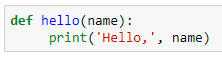 def hello(name):
    print('Hello,', name)